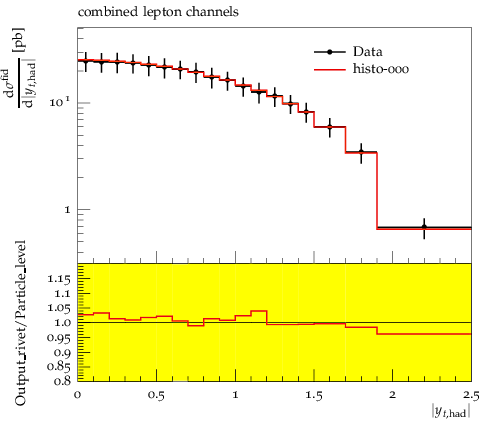 combined lepton channels
dσ^fid / d|y_t,had| [pb]
Data
histo-ooo
10^1
1
Output_rivet/Particle_level
1.15
1.1
1.05
1.0
0.95
0.9
0.85
0.8
0 0.5 1 1.5 2 2.5
|y_t,had|